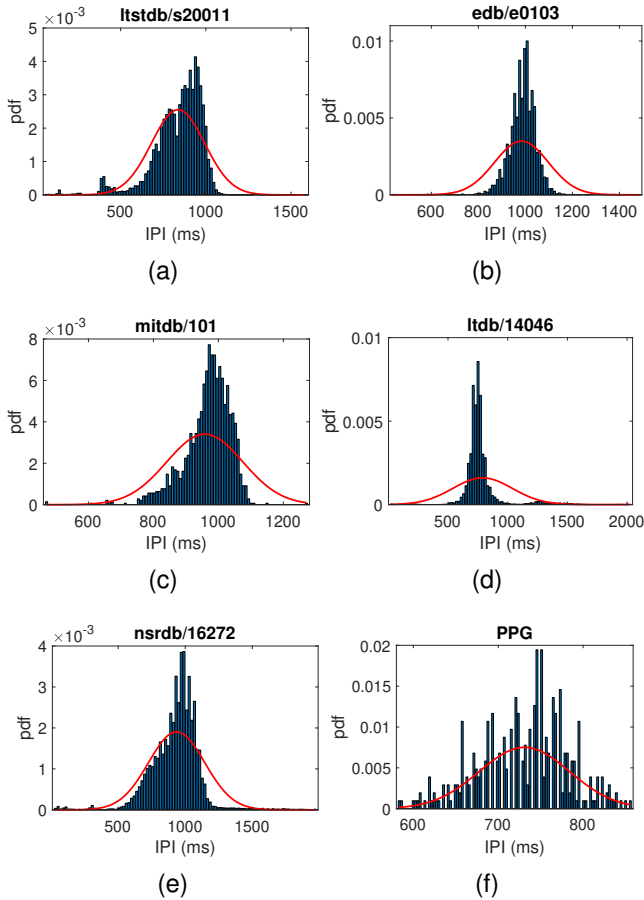 ltstdb/s20011
×10⁻³
5
4
3
2
1
0
pdf
500 1000 1500
IPI (ms)
(a)
edb/e0103
0.01
0.005
0
pdf
600 800 1000 1200 1400
IPI (ms)
(b)
mitdb/101
×10⁻³
8
6
4
2
0
pdf
600 800 1000 1200
IPI (ms)
(c)
ltdb/14046
0.01
0.005
0
pdf
500 1000 1500 2000
IPI (ms)
(d)
nsrdb/16272
×10⁻³
4
3
2
1
0
pdf
500 1000 1500
IPI (ms)
(e)
PPG
0.02
0.015
0.01
0.005
0
pdf
600 700 800
IPI (ms)
(f)